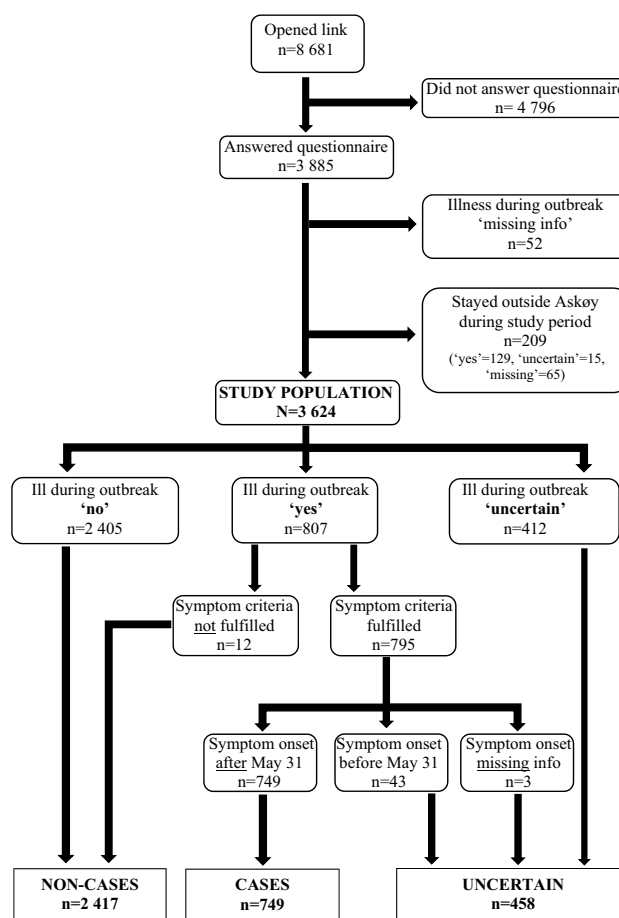 Opened link
n=8 681
Did not answer questionnaire
n= 4 796
Answered questionnaire
n=3 885
Illness during outbreak
‘missing info’
n=52
Stayed outside Askøy
during study period
n=209
(‘yes’=129, ‘uncertain’=15,
‘missing’=65)
STUDY POPULATION
N=3 624
Ill during outbreak
‘no’
n=2 405
Ill during outbreak
‘yes’
n=807
Ill during outbreak
‘uncertain’
n=412
Symptom criteria
not fulfilled
n=12
Symptom criteria
fulfilled
n=795
Symptom onset
after May 31
n=749
Symptom onset
before May 31
n=43
Symptom onset
missing info
n=3
NON-CASES
n=2 417
CASES
n=749
UNCERTAIN
n=458